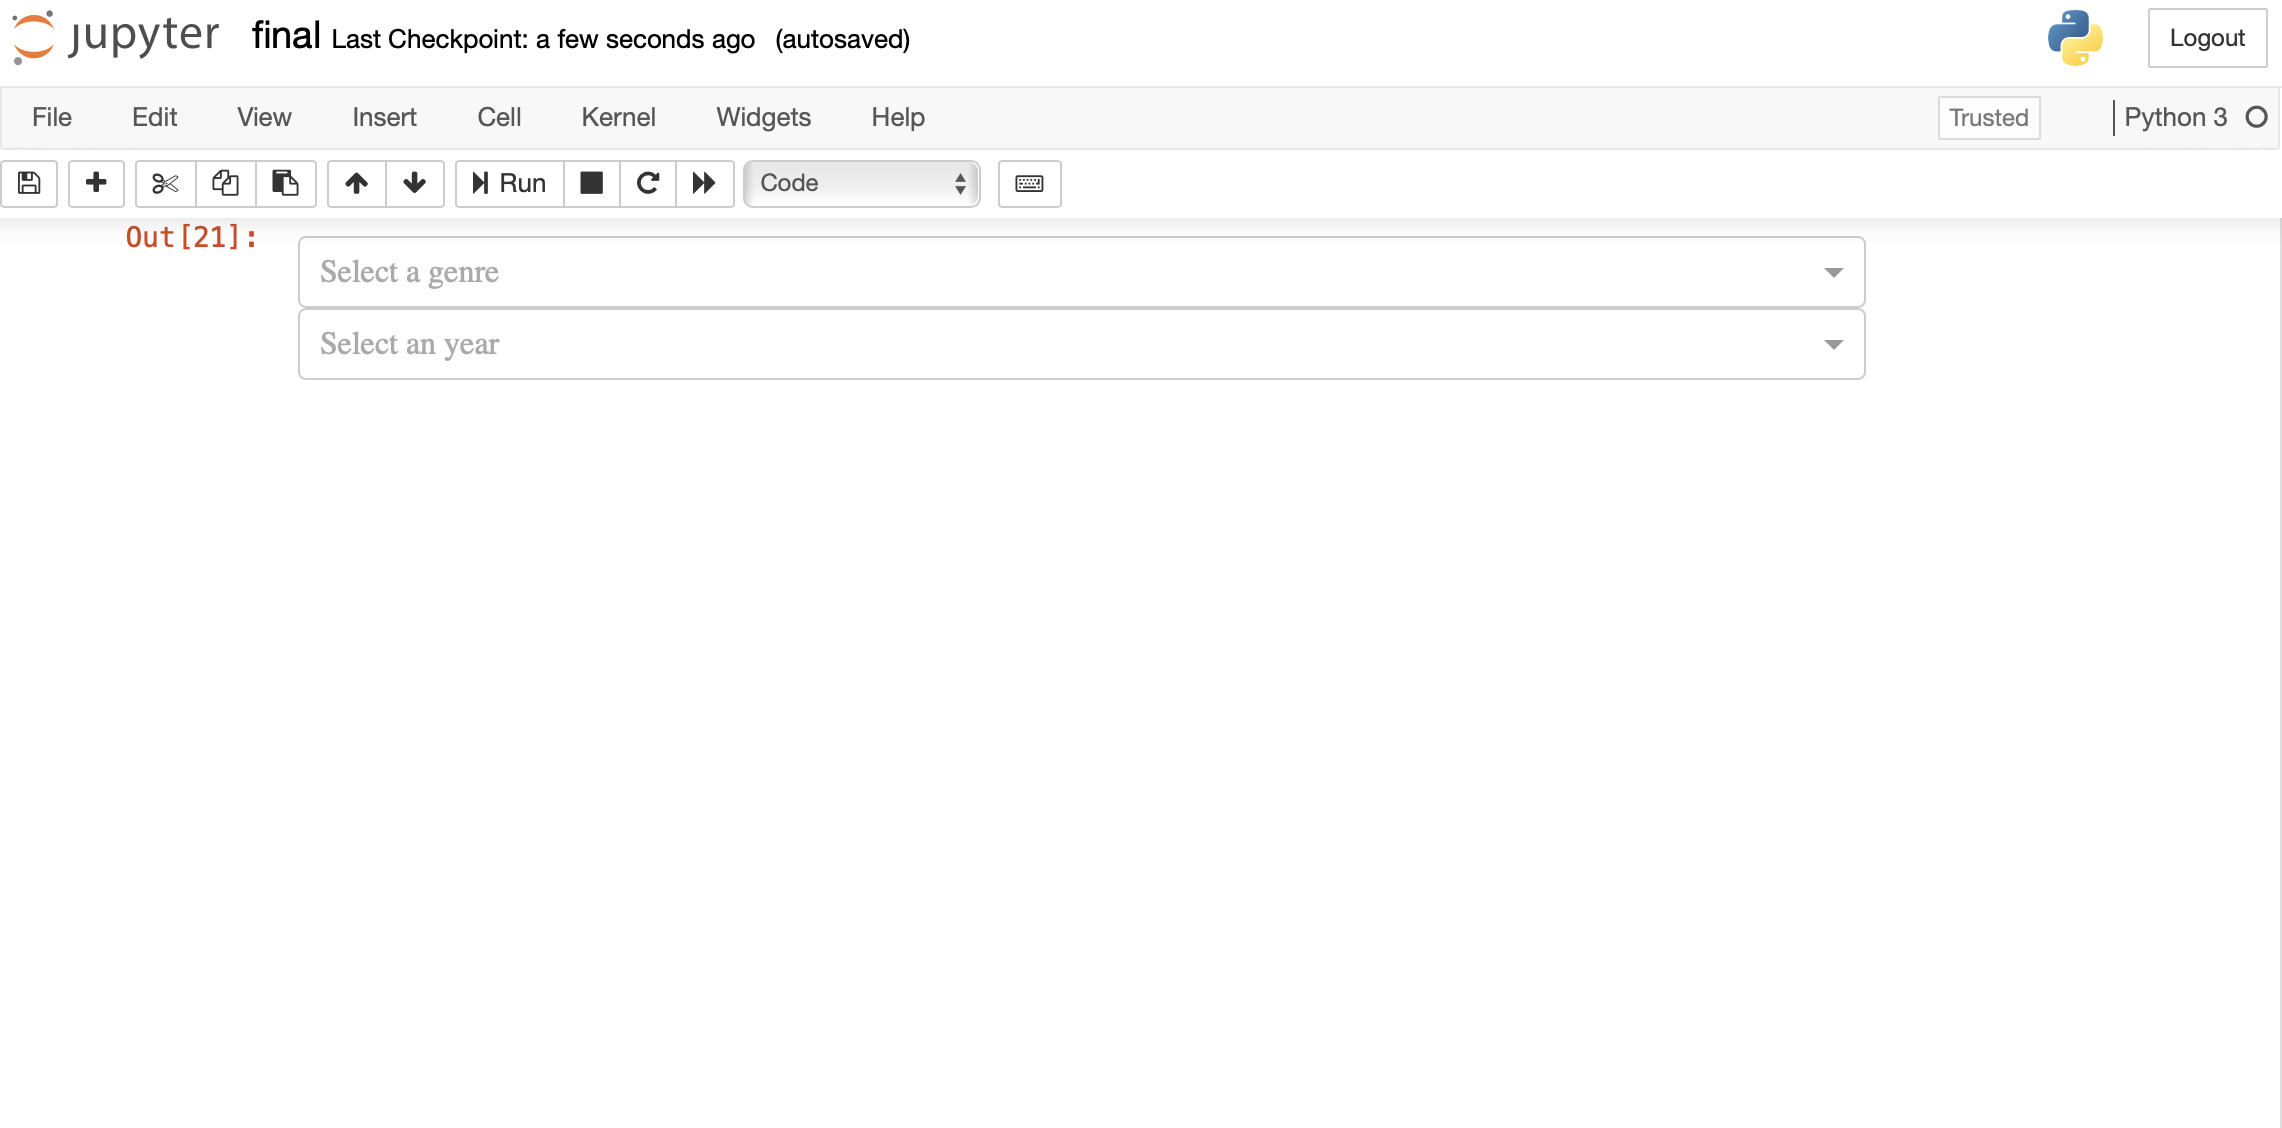 jupyter final Last Checkpoint: a few seconds ago (autosaved) Logout
File Edit View Insert Cell Kernel Widgets Help Trusted Python 3
Run Code
Out[21]:
Select a genre
Select an year